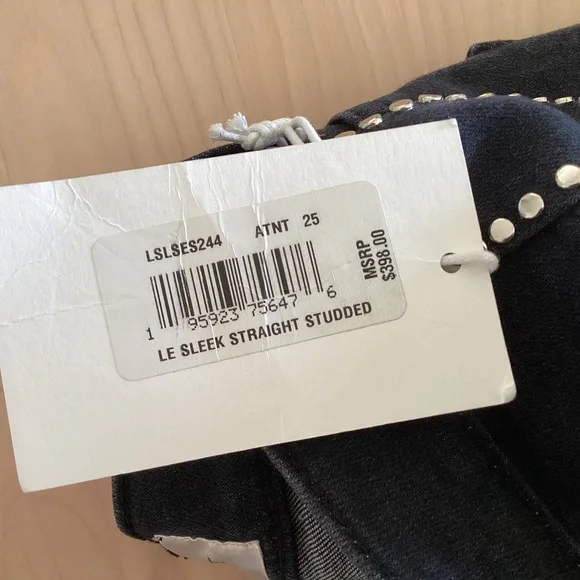 LSLSES244 ATNT 25
1 95923 75647 6
LE SLEEK STRAIGHT STUDDED
MSRP
$398.00